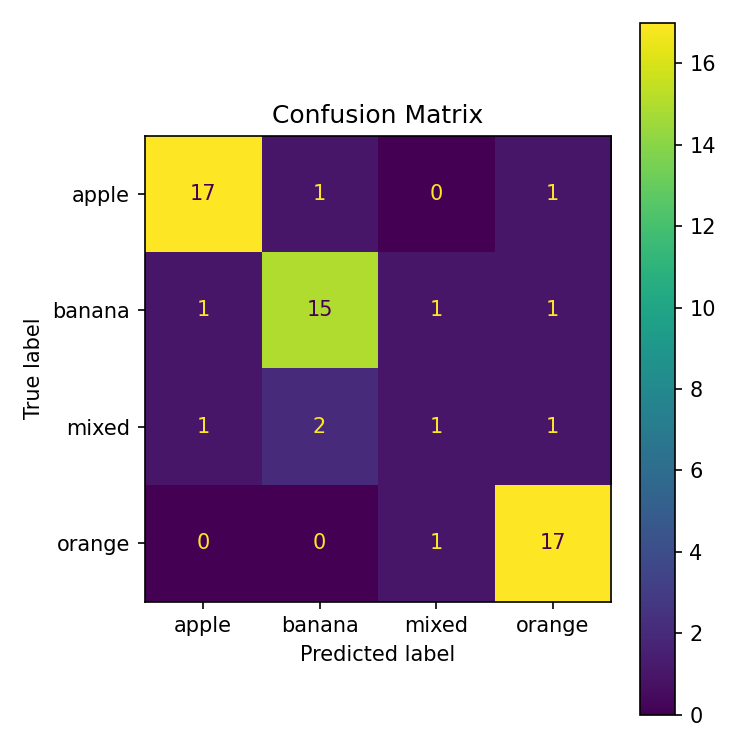 Confusion Matrix
True label
apple 17 1 0 1
banana 1 15 1 1
mixed 1 2 1 1
orange 0 0 1 17
apple banana mixed orange
Predicted label
16
14
12
10
8
6
4
2
0